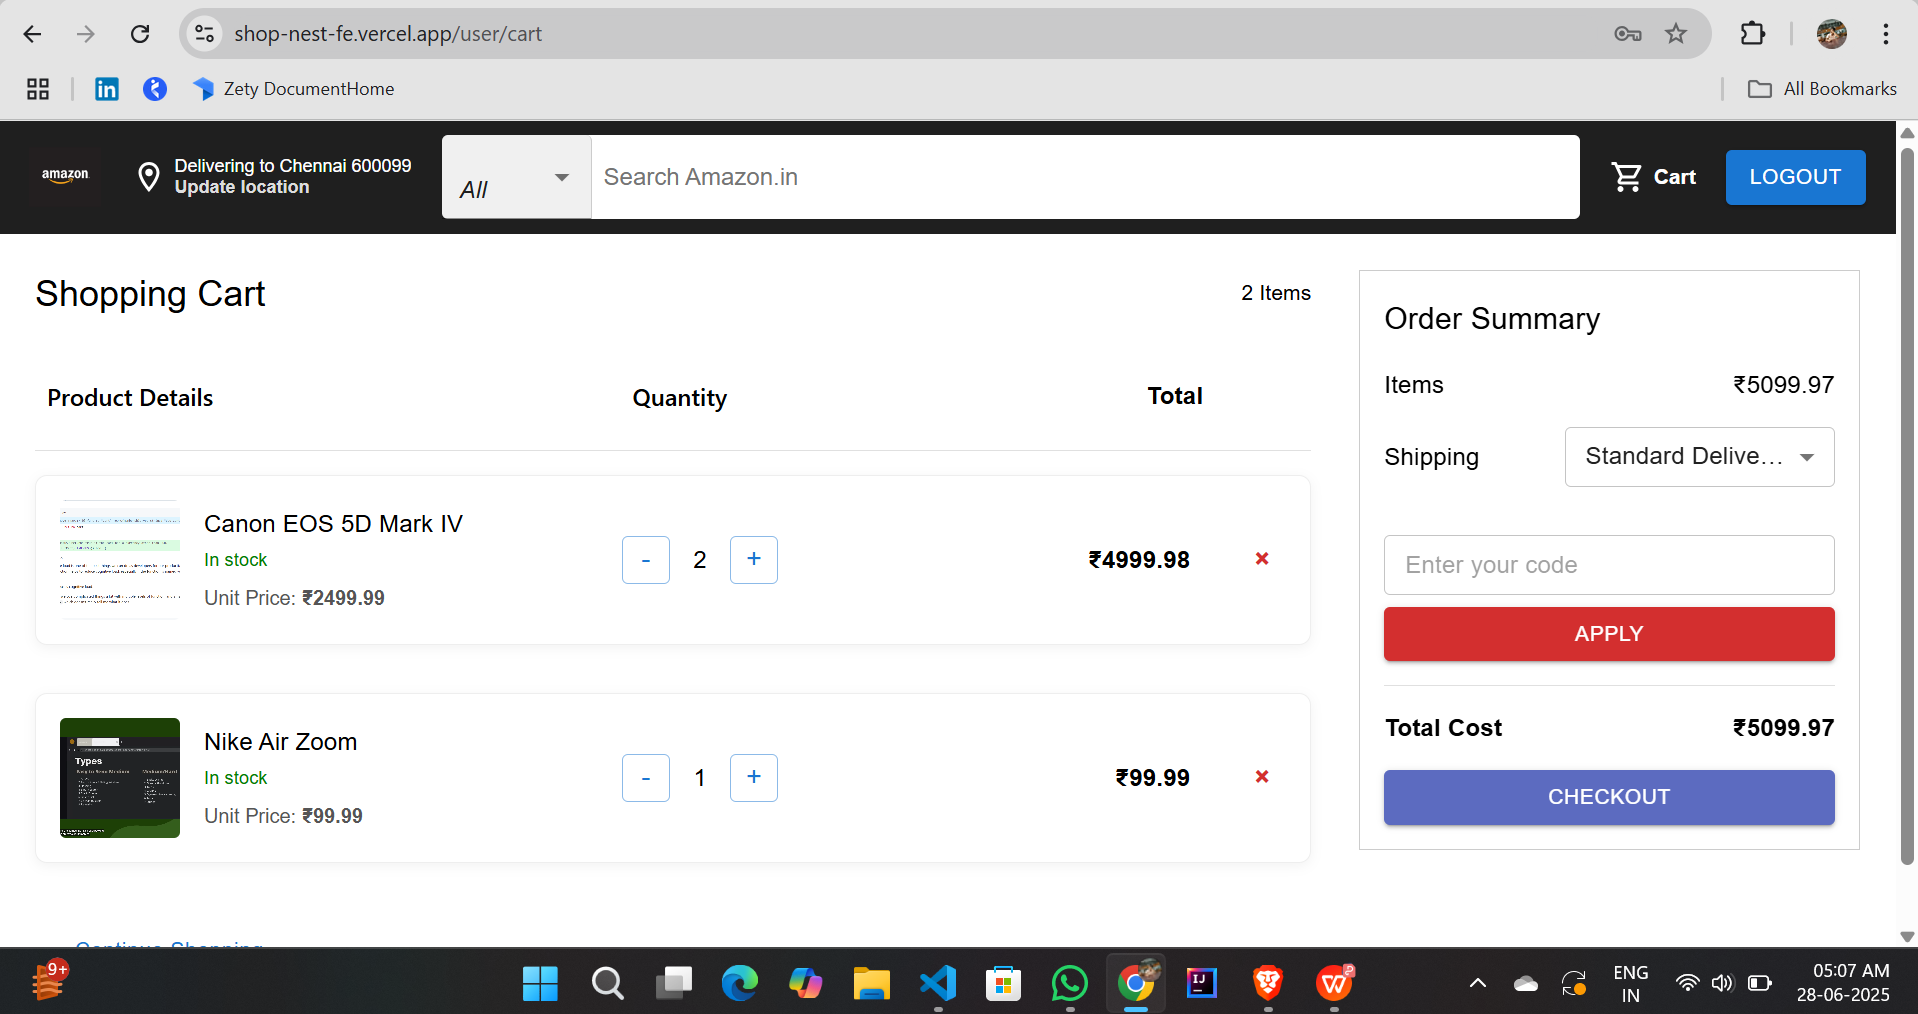 shop-nest-fe.vercel.app/user/cart
Zety DocumentHome
All Bookmarks
amazon
Delivering to Chennai 600099
Update location
All
Search Amazon.in
Cart
LOGOUT
Shopping Cart
2 Items
Product Details
Quantity
Total
Canon EOS 5D Mark IV
In stock
Unit Price: ₹2499.99
-
2
+
₹4999.98
×
Types
Nike Air Zoom
In stock
Unit Price: ₹99.99
-
1
+
₹99.99
×
Continue Shopping
Order Summary
Items
₹5099.97
Shipping
Standard Delive...
Enter your code
APPLY
Total Cost
₹5099.97
CHECKOUT
9+
ENG
IN
05:07 AM
28-06-2025